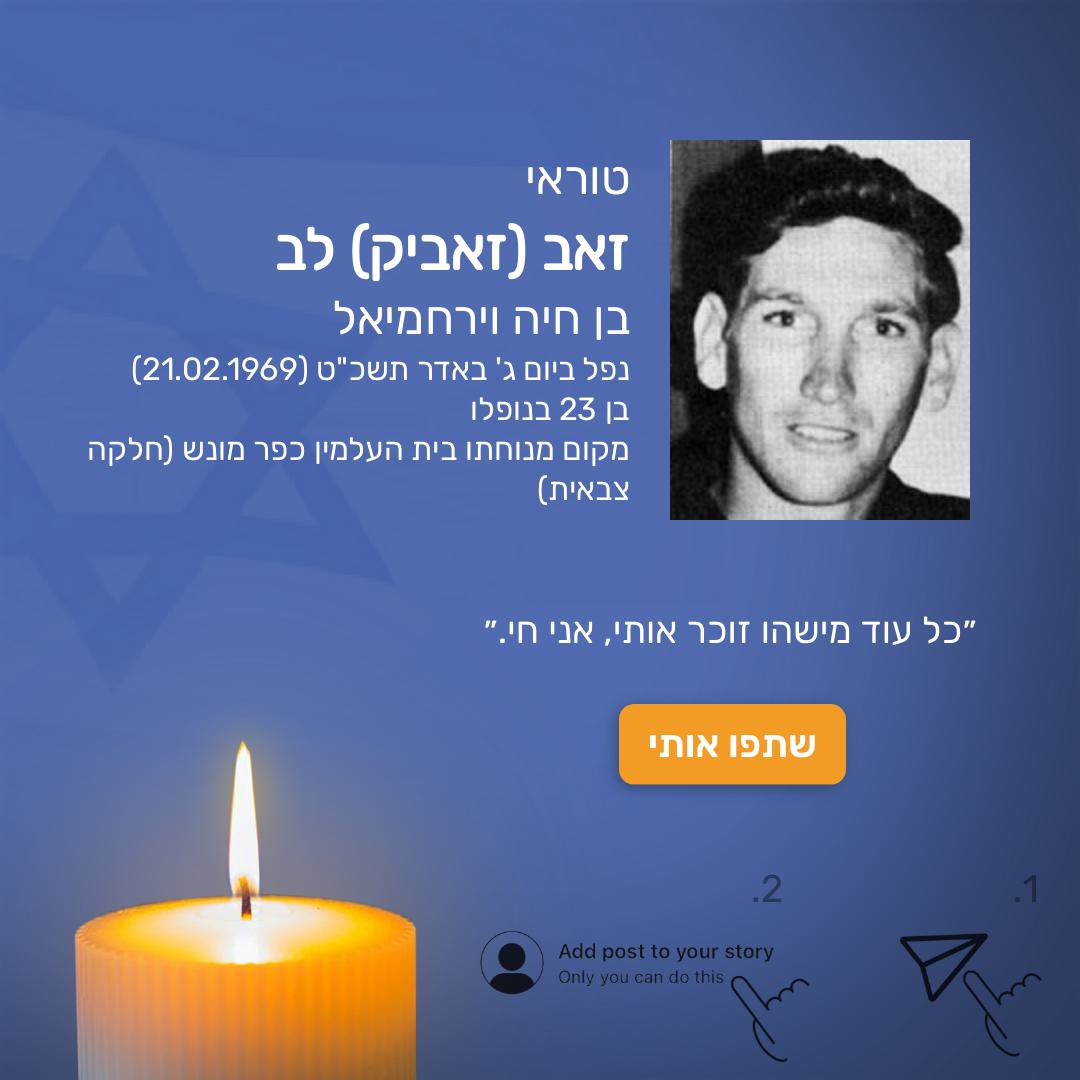 טוראי
זאב (זאביק) לב
בן חיה וירחמיאל
נפל ביום ג' באדר תשכ"ט (21.02.1969)
בן 23 בנופלו
מקום מנוחתו בית העלמין כפר מונש (חלקה
צבאית)
״כל עוד מישהו זוכר אותי, אני חי.״
שתפו אותי
1.
2.
Add post to your story
Only you can do this